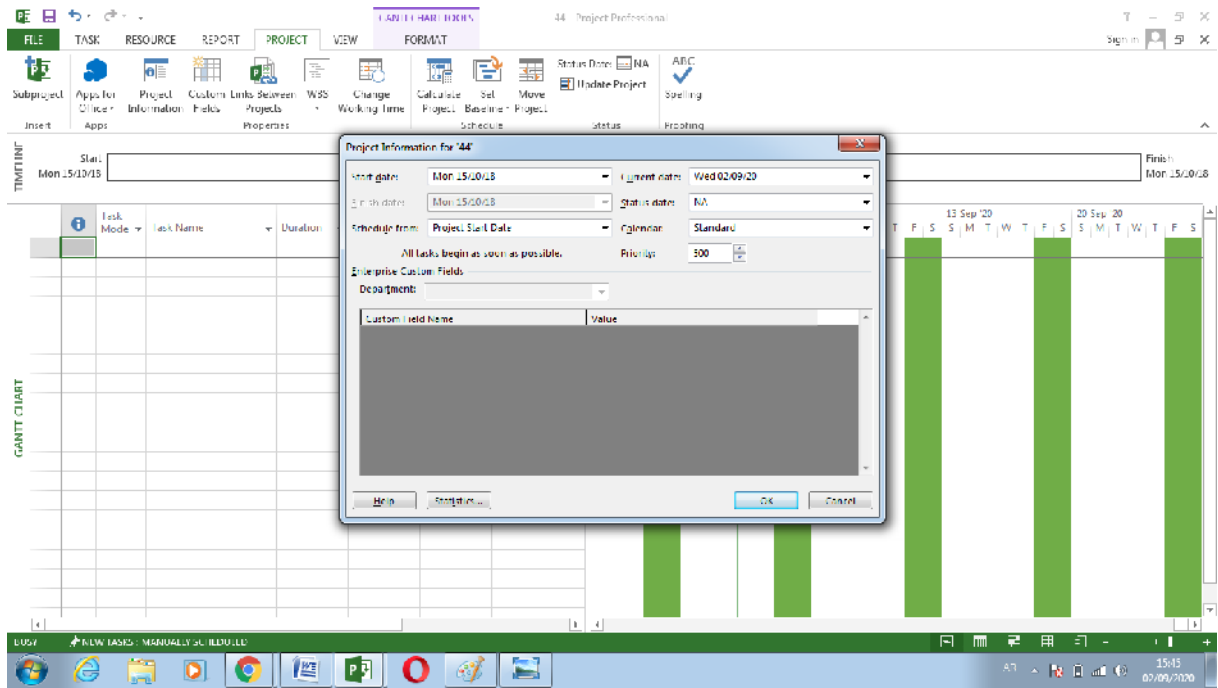 GANTT CHART TOOLS
44 - Project Professional
FILE TASK RESOURCE REPORT PROJECT VIEW FORMAT Sign in
Subproject
Apps for Office
Project Information
Custom Fields
Links Between Projects
WBS
Change Working Time
Calculate Project
Set Baseline
Move Project
Status Date: NA
Update Project
ABC
Spelling
Insert Apps Properties Schedule Status Proofing
TIMELINE
Start
Mon 15/10/18
Finish
Mon 15/10/18
Task Mode
Task Name
Duration
13 Sep '20
20 Sep '20
T F S S M T W T F S S M T W T F S
GANTT CHART
Project Information for '44'
Start date: Mon 15/10/18
Current date: Wed 02/09/20
Finish date: Mon 15/10/18
Status date: NA
Schedule from: Project Start Date
Calendar: Standard
All tasks begin as soon as possible.
Priority: 500
Enterprise Custom Fields
Department:
Custom Field Name Value
Help Statistics... OK Cancel
BUSY NEW TASKS : MANUALLY SCHEDULED
15:45
02/09/2020